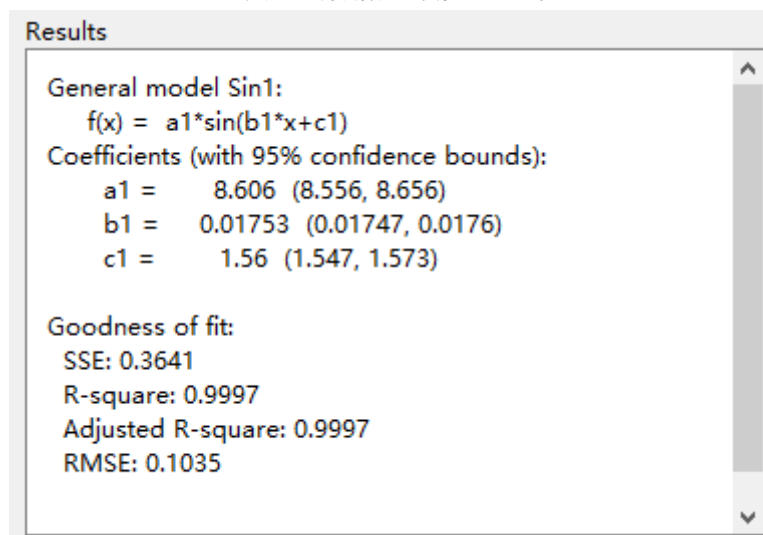 Results
General model Sin1:
f(x) = a1*sin(b1*x+c1)
Coefficients (with 95% confidence bounds):
a1 = 8.606 (8.556, 8.656)
b1 = 0.01753 (0.01747, 0.0176)
c1 = 1.56 (1.547, 1.573)
Goodness of fit:
SSE: 0.3641
R-square: 0.9997
Adjusted R-square: 0.9997
RMSE: 0.1035